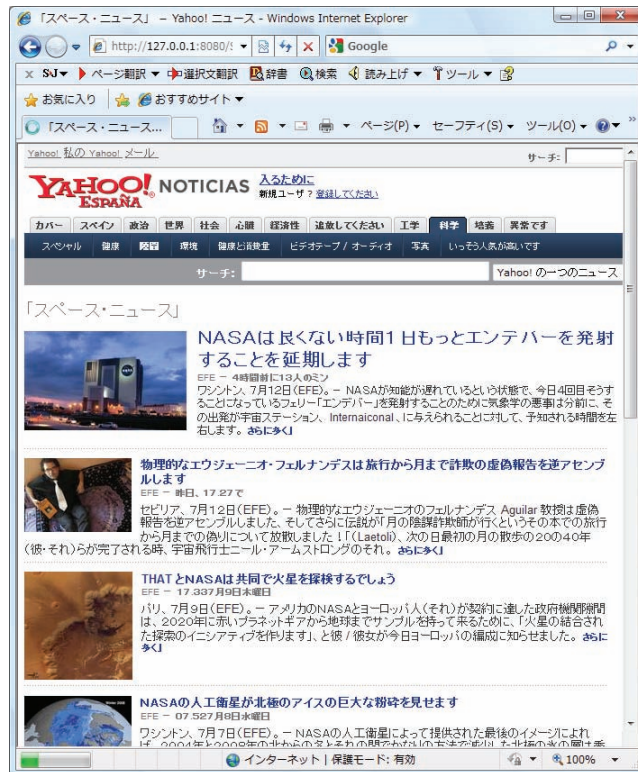 「スペース・ニュース」 – Yahoo! ニュース - Windows Internet Explorer
http://127.0.0.1:8080/
Google
ページ翻訳 選択文翻訳 辞書 検索 読み上げ ツール
お気に入り おすすめサイト
「スペース・ニュース... ページ(P) セーフティ(S) ツール(O)
Yahoo! 私の Yahoo! メール
サーチ:
YAHOO! ESPAÑA NOTICIAS
入るために
新規ユーザ? 登録してください
カバー スペイン 政治 世界 社会 心臓 経済性 追放してください 工学 科学 培養 異常です
スペシャル 健康 陸軍 環境 健康と消費量 ビデオテープ / オーディオ 写真 いっそう人気が高いです
サーチ: Yahoo! の一つのニュース
「スペース・ニュース」
NASAは良くない時間1日もっとエンデバーを発射
することを延期します
EFE – 4時間前に13人のミン
ワシントン、7月12日(EFE)。– NASAが知能が遅れているという状態で、今日4回目そうす
ることになっているフェリー「エンデバー」を発射することのために気象学の悪事は分前に、そ
の出発が宇宙ステーション、Internaiconal、に与えられることに対して、予知される時間を左
右します。 さらに多く」
物理的なエウジェーニオ・フェルナンデスは旅行から月まで詐欺の虚偽報告を逆アセンブ
ルします
EFE – 昨日、17.27で
セビリア、7月12日(EFE)。– 物理的なエウジェーニオのフェルナンデス Aguilar 教授は虚偽
報告を逆アセンブルしました、そしてさらに伝説が「月の陰謀詐欺師が行くというその本での旅行
から月までの偽りについて放散しました!「(Laetoli)、次の日最初の月の散歩の20の40年
(彼・それ)らが完了される時、宇宙飛行士ニール・アームストロングのそれ。 さらに多く」
THAT とNASAは共同で火星を探検するでしょう
EFE – 17.337月9日木曜日
パリ、7月9日(EFE)。– アメリカのNASAとヨーロッパ人(それ)が契約に達した政府機関隙間
は、2020年に赤いプラネットギアから地球までサンプルを持って来るために、「火星の結合され
た探索のイニシアティブを作ります」、と彼 / 彼女が今日ヨーロッパの編成に知らせました。 さらに
多く」
NASAの人工衛星が北極のアイスの巨大な粉砕を見せます
EFE – 07.527月8日水曜日
ワシントン、7月7日(EFE)。– NASAの人工衛星によって提供された最後のイメージによれ
インターネット | 保護モード: 有効
100%